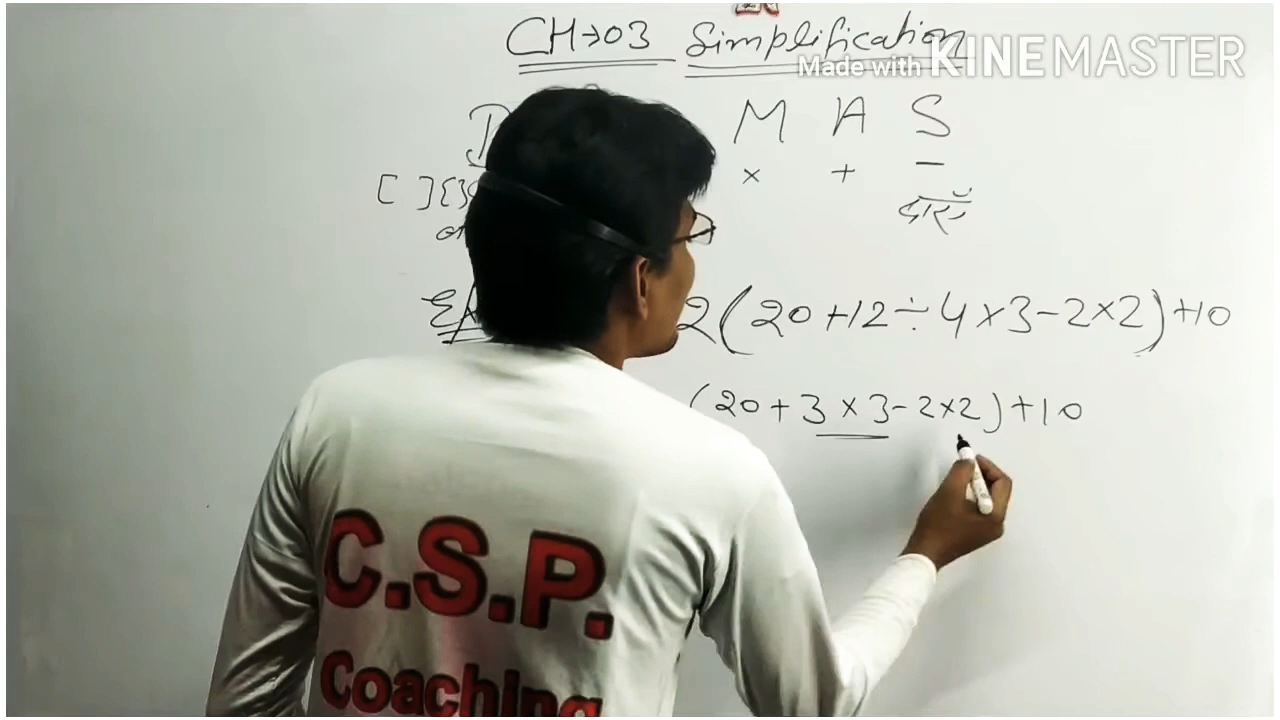 CH→03 Simplification
Made with KINEMASTER
M A S
[ ] { }
× + −
2(20+12÷4×3−2×2)+10
(20+3×3−2×2)+10
C.S.P.
Coaching